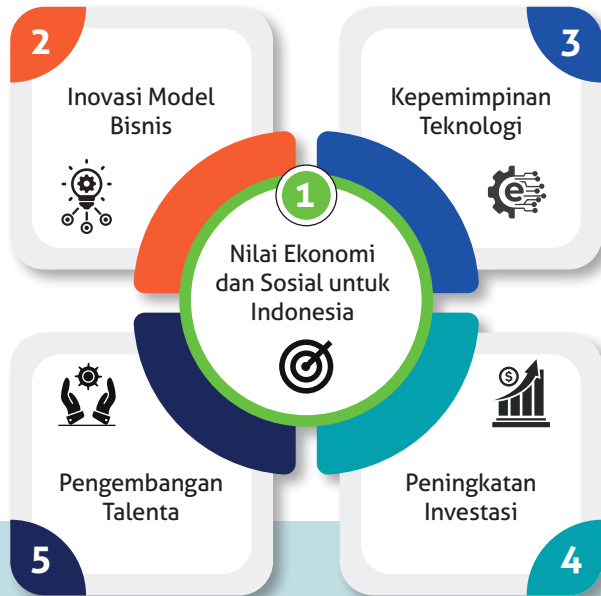 2
Inovasi Model
Bisnis
3
Kepemimpinan
Teknologi
e
1
Nilai Ekonomi
dan Sosial untuk
Indonesia
$
Pengembangan
Talenta
5
Peningkatan
Investasi
4